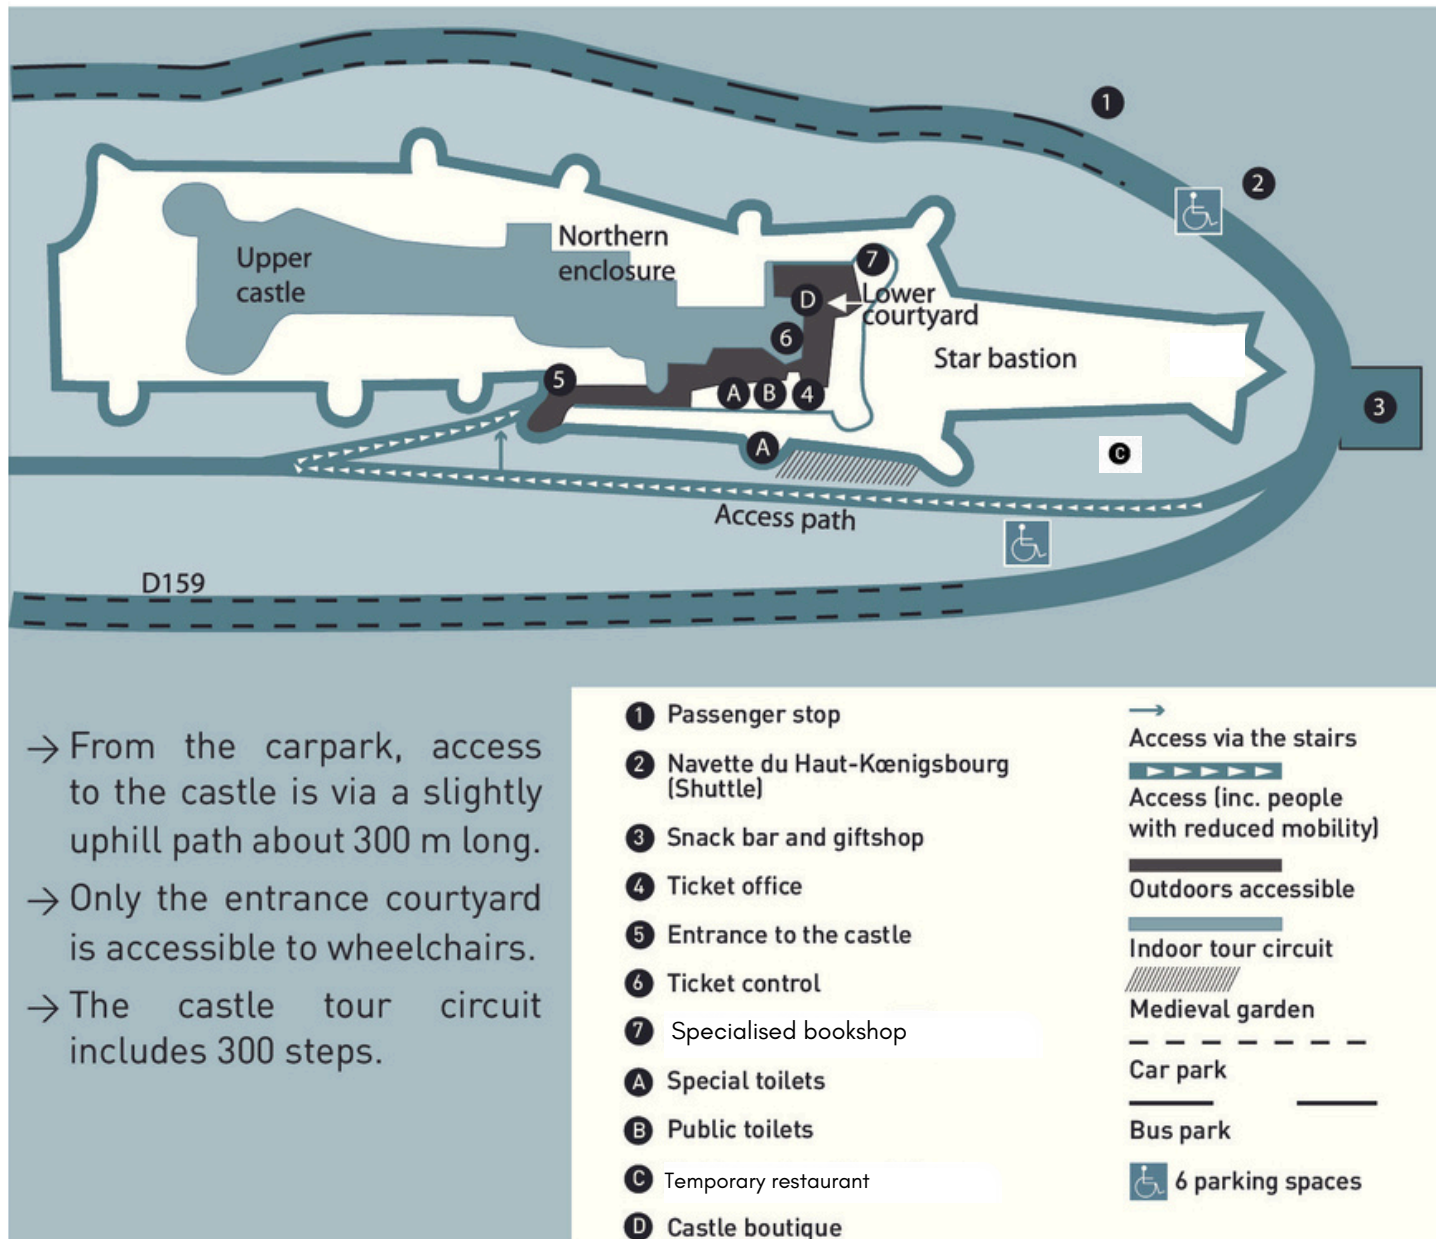 1
2
7
Northern
enclosure
Upper
castle
D
Lower
courtyard
6
Star bastion
5
A
B
4
3
A
C
Access path
D159
→ From the carpark, access
to the castle is via a slightly
uphill path about 300 m long.
→ Only the entrance courtyard
is accessible to wheelchairs.
→ The castle tour circuit
includes 300 steps.
1 Passenger stop
2 Navette du Haut-Kœnigsbourg
(Shuttle)
3 Snack bar and giftshop
4 Ticket office
5 Entrance to the castle
6 Ticket control
7 Specialised bookshop
A Special toilets
B Public toilets
C Temporary restaurant
D Castle boutique
Access via the stairs
Access (inc. people
with reduced mobility)
Outdoors accessible
Indoor tour circuit
Medieval garden
Car park
Bus park
6 parking spaces